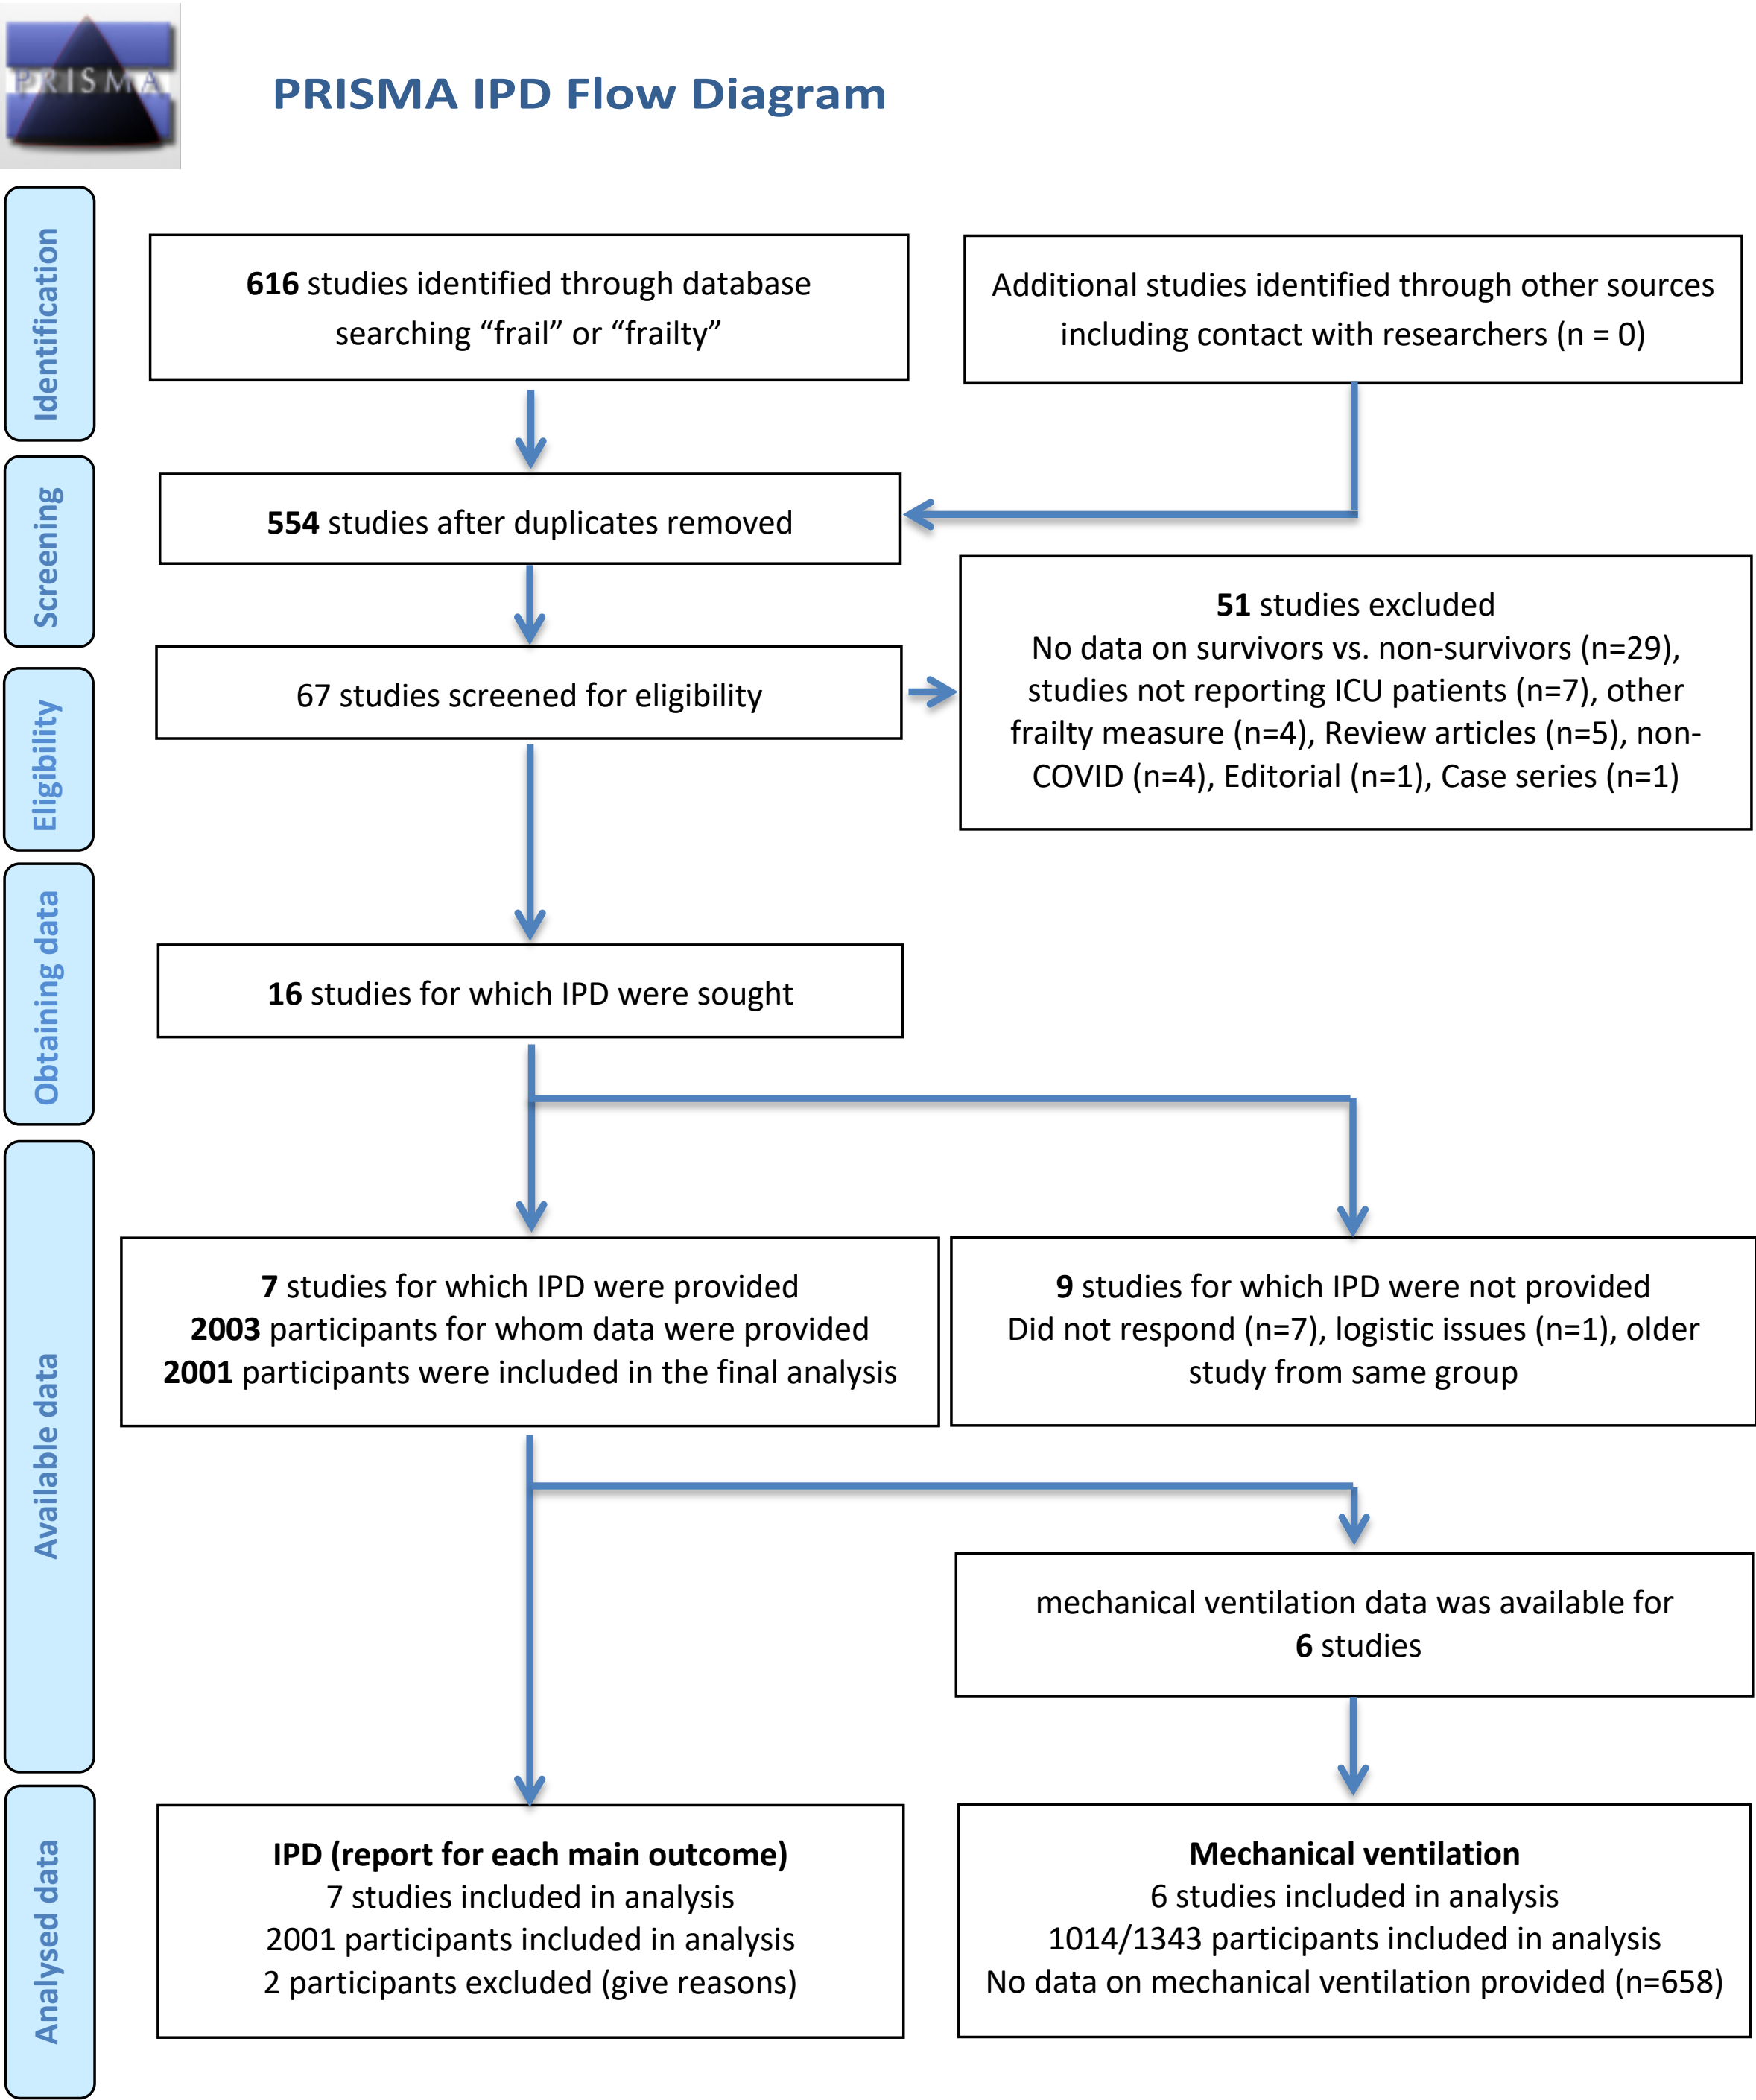 PRISMA
PRISMA IPD Flow Diagram
Identification
616 studies identified through database
searching “frail” or “frailty”
Additional studies identified through other sources
including contact with researchers (n = 0)
Screening
554 studies after duplicates removed
51 studies excluded
No data on survivors vs. non-survivors (n=29),
studies not reporting ICU patients (n=7), other
frailty measure (n=4), Review articles (n=5), non-
COVID (n=4), Editorial (n=1), Case series (n=1)
Eligibility
67 studies screened for eligibility
Obtaining data
16 studies for which IPD were sought
Available data
7 studies for which IPD were provided
2003 participants for whom data were provided
2001 participants were included in the final analysis
9 studies for which IPD were not provided
Did not respond (n=7), logistic issues (n=1), older
study from same group
mechanical ventilation data was available for
6 studies
Analysed data
IPD (report for each main outcome)
7 studies included in analysis
2001 participants included in analysis
2 participants excluded (give reasons)
Mechanical ventilation
6 studies included in analysis
1014/1343 participants included in analysis
No data on mechanical ventilation provided (n=658)